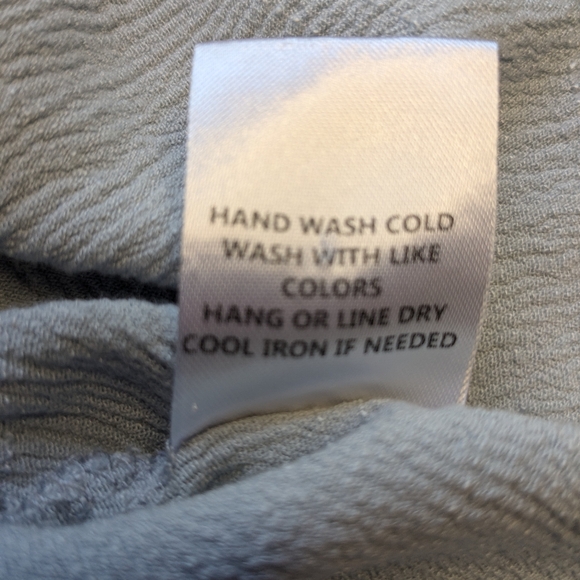 HAND WASH COLD
WASH WITH LIKE
COLORS
HANG OR LINE DRY
COOL IRON IF NEEDED